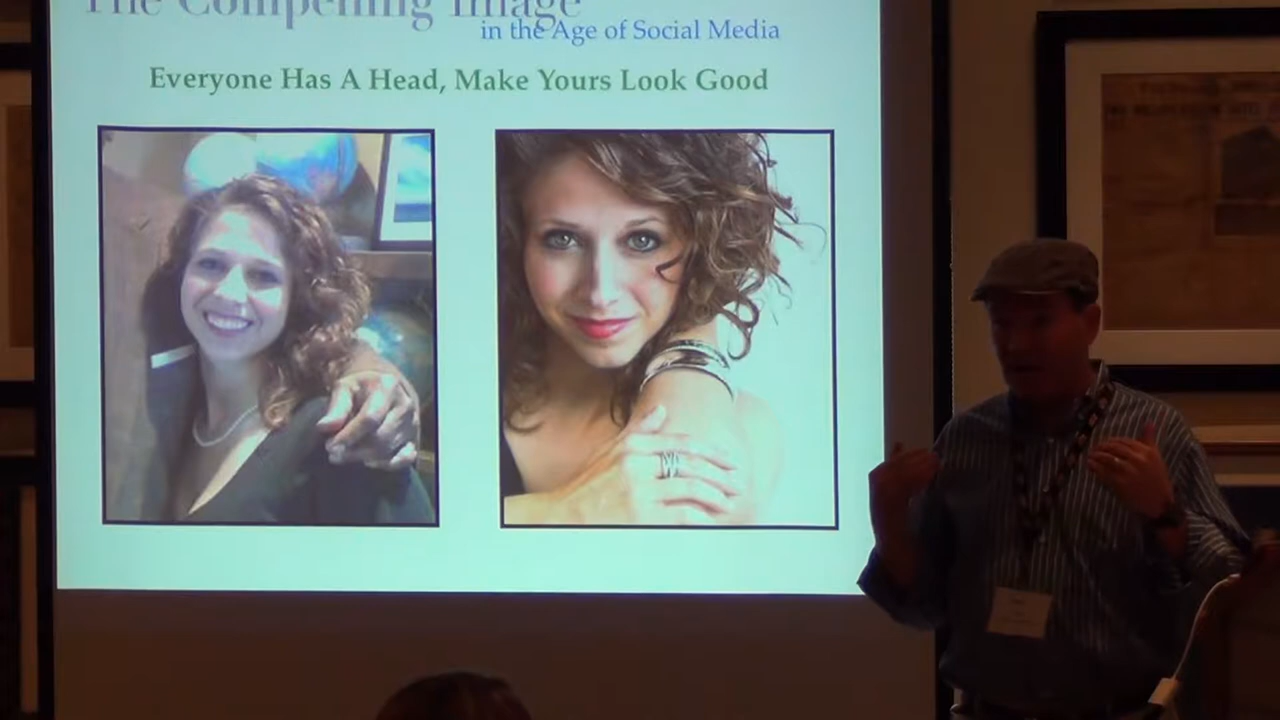 The Compelling Image
in the Age of Social Media
Everyone Has A Head, Make Yours Look Good